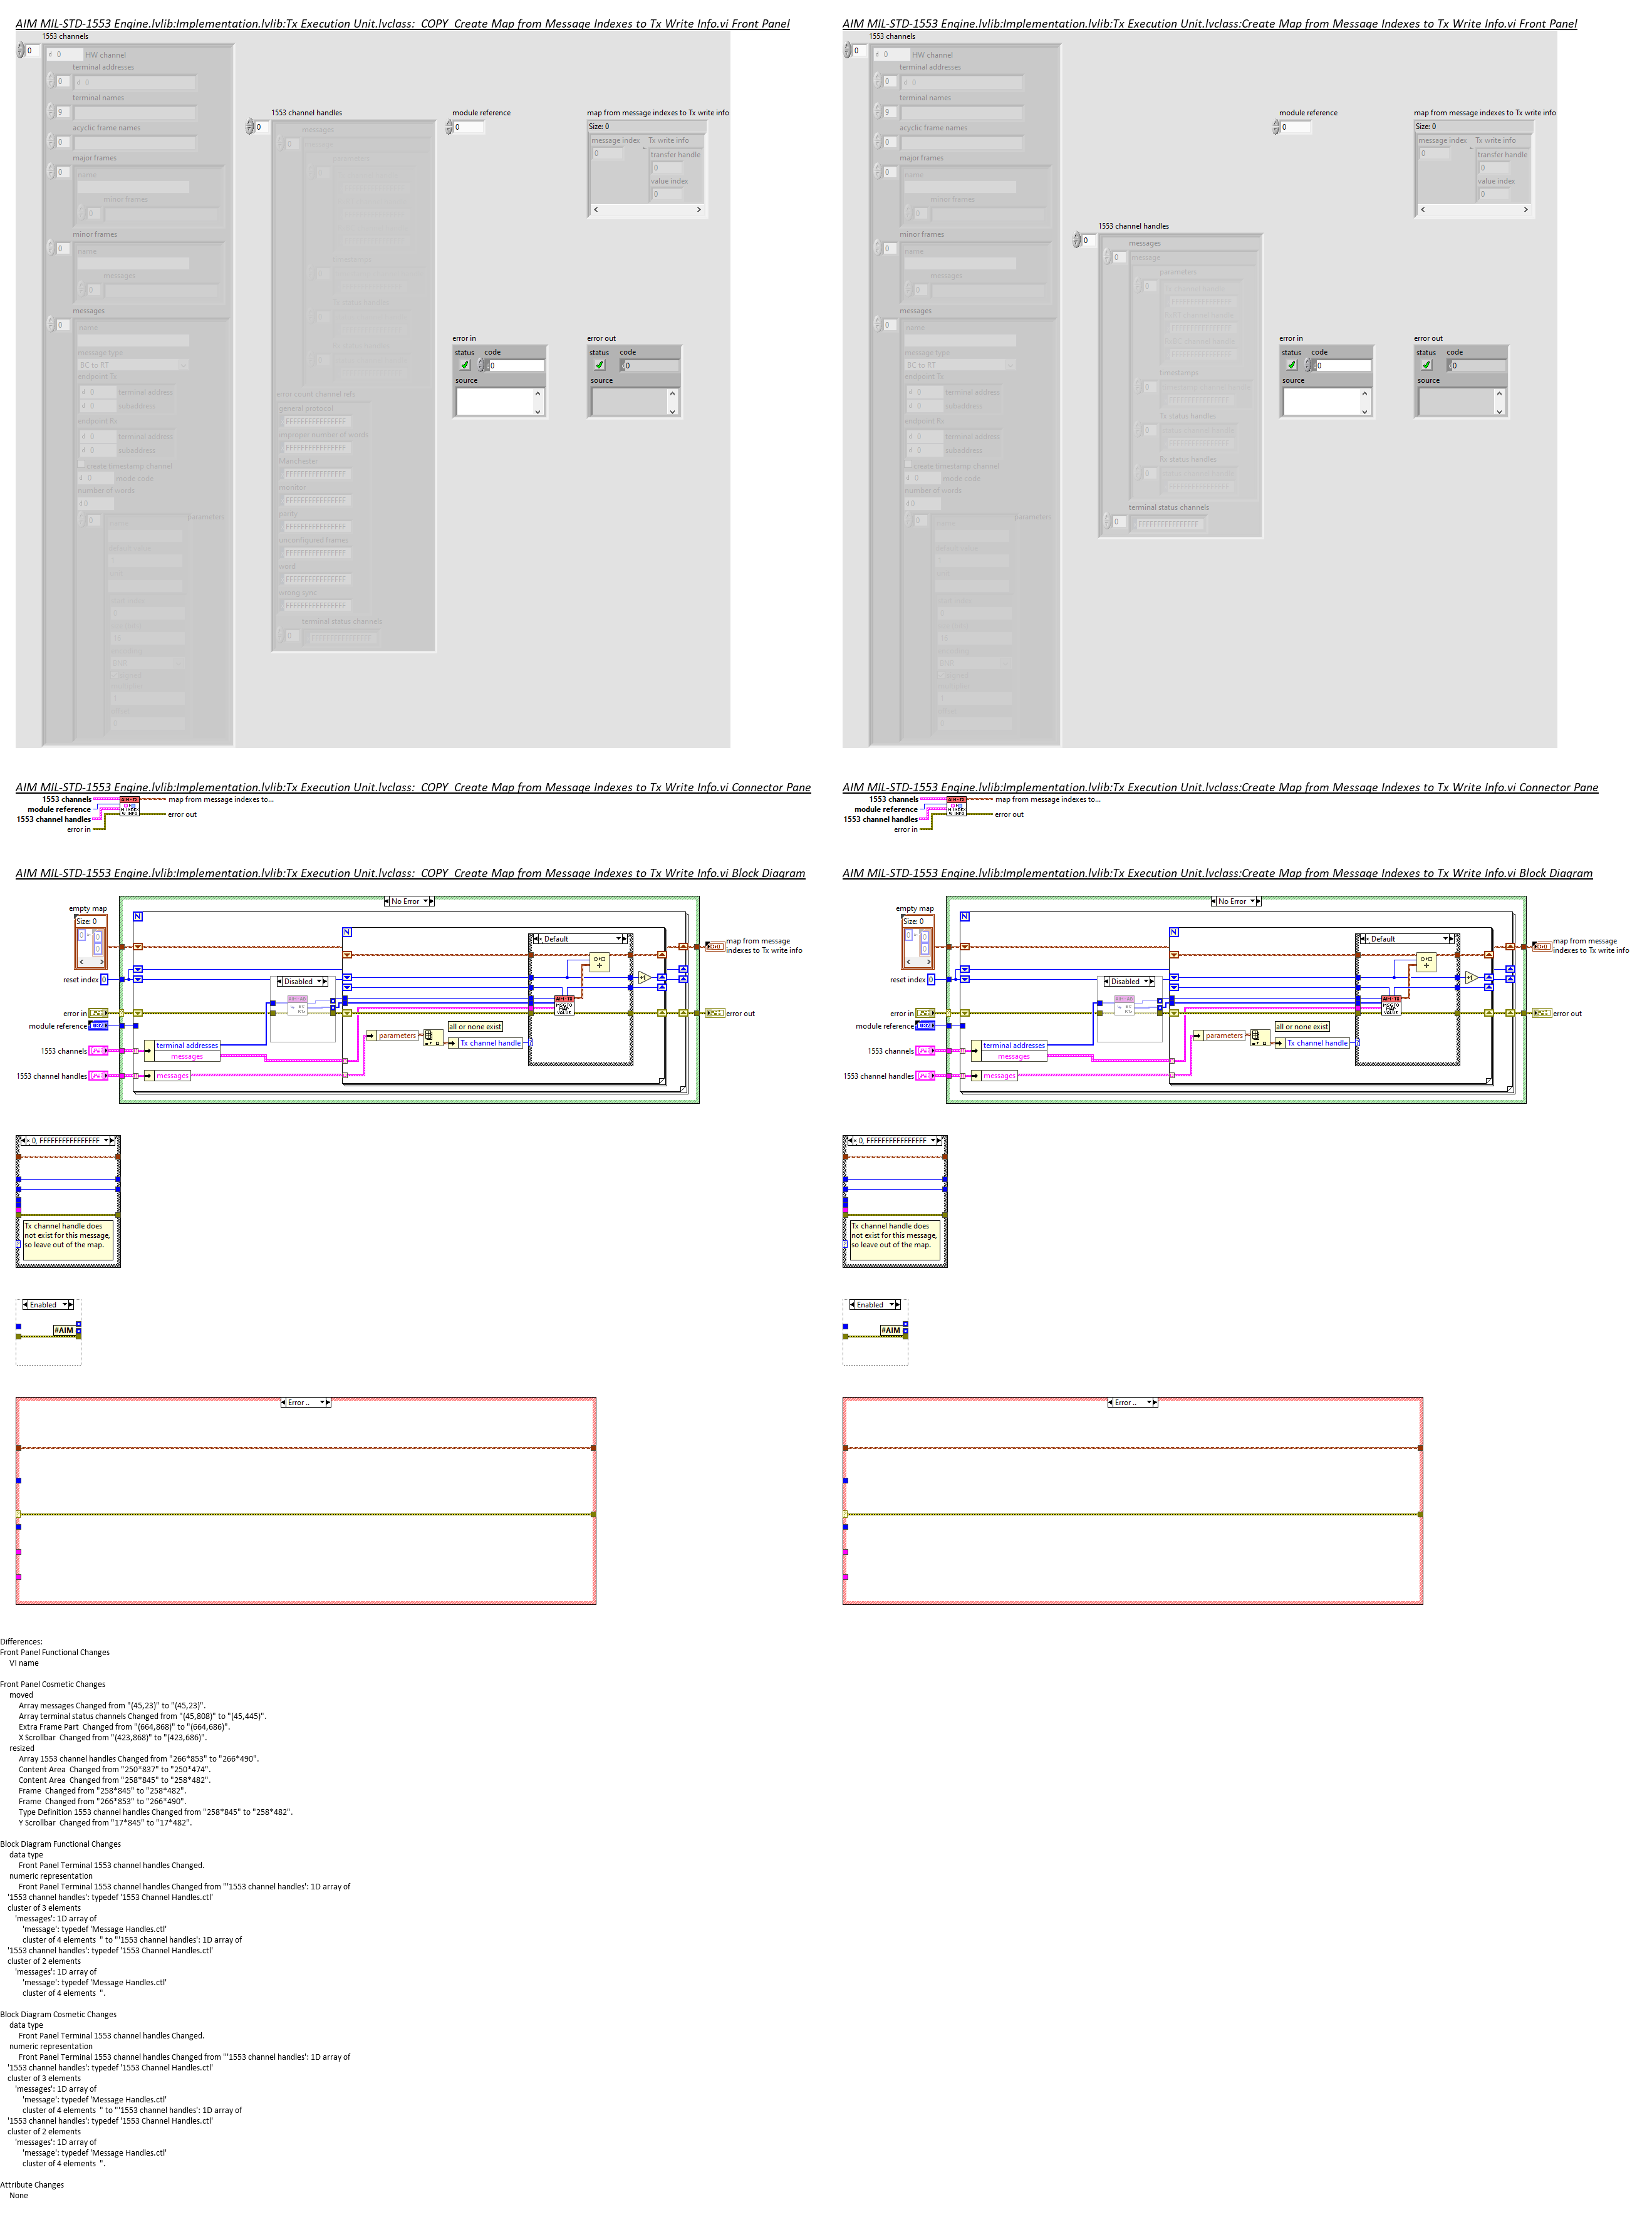 AIM MIL-STD-1553 Engine.lvlib:Implementation.lvlib:Tx Execution Unit.lvclass:_COPY_Create Map from Message Indexes to Tx Write Info.vi Front Panel
1553 channels
0
HW channel
terminal addresses
terminal names
9
acyclic frame names
major frames
name
minor frames
minor frames
name
messages
messages
name
message type
BC to RT
endpoint Tx
terminal address
subaddress
endpoint Rx
terminal address
subaddress
create timestamp channel
mode code
number of words
parameters
1553 channel handles
0
messages
error count channel refs
general protocol
FFFFFFFFFFFFFFFF
improper number of words
FFFFFFFFFFFFFFFF
Manchester
FFFFFFFFFFFFFFFF
monitor
FFFFFFFFFFFFFFFF
parity
FFFFFFFFFFFFFFFF
unconfigured frames
FFFFFFFFFFFFFFFF
word
FFFFFFFFFFFFFFFF
wrong sync
FFFFFFFFFFFFFFFF
terminal status channels
FFFFFFFFFFFFFFFF
module reference
0
map from message indexes to Tx write info
Size: 0
message index
0
Tx write info
transfer handle
0
value index
0
error in
status code
0
source
error out
status code
0
source
AIM MIL-STD-1553 Engine.lvlib:Implementation.lvlib:Tx Execution Unit.lvclass:Create Map from Message Indexes to Tx Write Info.vi Front Panel
1553 channels
0
HW channel
terminal addresses
terminal names
9
acyclic frame names
major frames
name
minor frames
minor frames
name
messages
messages
name
message type
BC to RT
endpoint Tx
terminal address
subaddress
endpoint Rx
terminal address
subaddress
create timestamp channel
mode code
number of words
parameters
1553 channel handles
0
messages
message
parameters
timestamps
Tx status handles
Rx status handles
terminal status channels
FFFFFFFFFFFFFFFF
module reference
0
map from message indexes to Tx write info
Size: 0
message index
0
Tx write info
transfer handle
0
value index
0
error in
status code
0
source
error out
status code
0
source
AIM MIL-STD-1553 Engine.lvlib:Implementation.lvlib:Tx Execution Unit.lvclass:_COPY_Create Map from Message Indexes to Tx Write Info.vi Connector Pane
1553 channels
module reference
1553 channel handles
error in
map from message indexes to...
error out
AIM MIL-STD-1553 Engine.lvlib:Implementation.lvlib:Tx Execution Unit.lvclass:Create Map from Message Indexes to Tx Write Info.vi Connector Pane
1553 channels
module reference
1553 channel handles
error in
map from message indexes to...
error out
AIM MIL-STD-1553 Engine.lvlib:Implementation.lvlib:Tx Execution Unit.lvclass:_COPY_Create Map from Message Indexes to Tx Write Info.vi Block Diagram
No Error
empty map
Size: 0
N
N
Default
map from message
indexes to Tx write info
reset index 0
Disabled
error in
error out
module reference U32
all or none exist
parameters
Tx channel handle
1553 channels
terminal addresses
messages
1553 channel handles
messages
AIM MIL-STD-1553 Engine.lvlib:Implementation.lvlib:Tx Execution Unit.lvclass:Create Map from Message Indexes to Tx Write Info.vi Block Diagram
No Error
empty map
Size: 0
N
N
Default
map from message
indexes to Tx write info
reset index 0
Disabled
error in
error out
module reference U32
all or none exist
parameters
Tx channel handle
1553 channels
terminal addresses
messages
1553 channel handles
messages
0, FFFFFFFFFFFFFFFF
Tx channel handle does
not exist for this message,
so leave out of the map.
0, FFFFFFFFFFFFFFFF
Tx channel handle does
not exist for this message,
so leave out of the map.
Enabled
#AIM
Enabled
#AIM
Error ..
Error ..
Differences:
Front Panel Functional Changes
VI name
Front Panel Cosmetic Changes
moved
Array messages Changed from "(45,23)" to "(45,23)".
Array terminal status channels Changed from "(45,808)" to "(45,445)".
Extra Frame Part  Changed from "(664,868)" to "(664,686)".
X Scrollbar  Changed from "(423,868)" to "(423,686)".
resized
Array 1553 channel handles Changed from "266*853" to "266*490".
Content Area  Changed from "250*837" to "250*474".
Content Area  Changed from "258*845" to "258*482".
Frame  Changed from "258*845" to "258*482".
Frame  Changed from "266*853" to "266*490".
Type Definition 1553 channel handles Changed from "258*845" to "258*482".
Y Scrollbar  Changed from "17*845" to "17*482".
Block Diagram Functional Changes
data type
Front Panel Terminal 1553 channel handles Changed.
numeric representation
Front Panel Terminal 1553 channel handles Changed from "'1553 channel handles': 1D array of
'1553 channel handles': typedef '1553 Channel Handles.ctl'
cluster of 3 elements
'messages': 1D array of
'message': typedef 'Message Handles.ctl'
cluster of 4 elements  " to "'1553 channel handles': 1D array of
'1553 channel handles': typedef '1553 Channel Handles.ctl'
cluster of 2 elements
'messages': 1D array of
'message': typedef 'Message Handles.ctl'
cluster of 4 elements  ".
Block Diagram Cosmetic Changes
data type
Front Panel Terminal 1553 channel handles Changed.
numeric representation
Front Panel Terminal 1553 channel handles Changed from "'1553 channel handles': 1D array of
'1553 channel handles': typedef '1553 Channel Handles.ctl'
cluster of 3 elements
'messages': 1D array of
'message': typedef 'Message Handles.ctl'
cluster of 4 elements  " to "'1553 channel handles': 1D array of
'1553 channel handles': typedef '1553 Channel Handles.ctl'
cluster of 2 elements
'messages': 1D array of
'message': typedef 'Message Handles.ctl'
cluster of 4 elements  ".
Attribute Changes
None